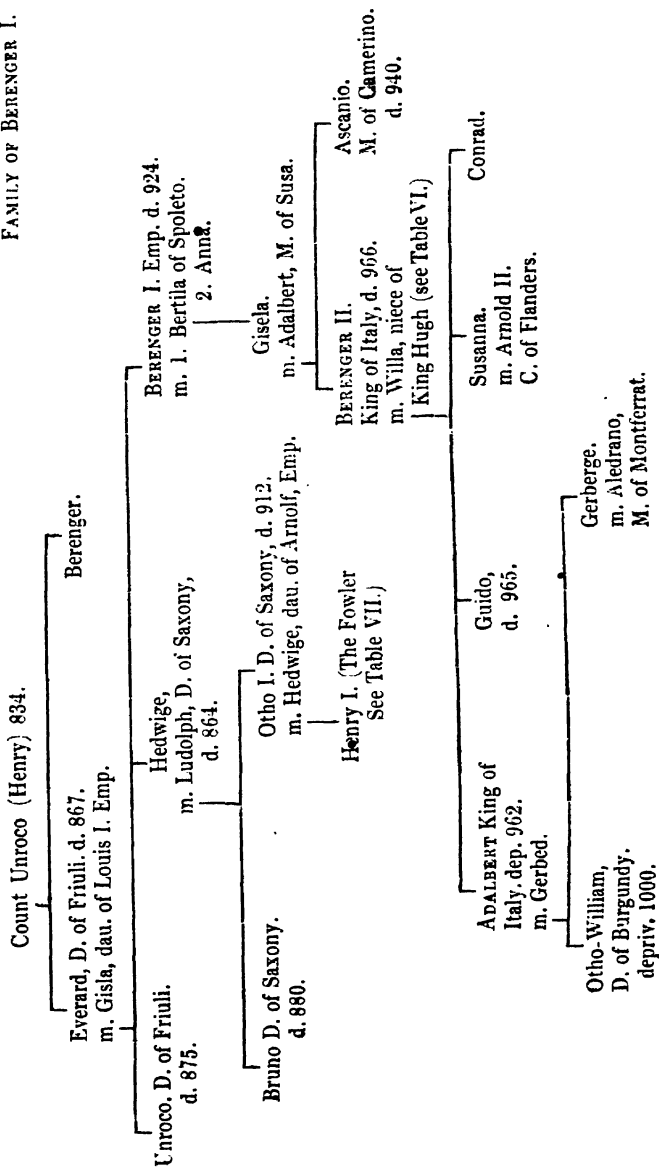 FAMILY OF BERENGER I.
Count Unroco (Henry) 834.
Everard, D. of Friuli. d. 867.
m. Gisla, dau. of Louis I. Emp.
Berenger.
Unroco. D. of Friuli.
d. 875.
Hedwige,
m. Ludolph, D. of Saxony,
d. 864.
BERENGER I. Emp. d. 924.
m. 1. Bertila of Spoleto.
2. Anna.
Bruno D. of Saxony.
d. 880.
Otho I. D. of Saxony, d. 912.
m. Hedwige, dau. of Arnolf, Emp.
Henry I. (The Fowler
See Table VII.)
Gisela.
m. Adalbert, M. of Susa.
BERENGER II.
King of Italy, d. 966.
m. Willa, niece of
King Hugh (see Table VI.)
Ascanio.
M. of Camerino.
d. 940.
ADALBERT King of
Italy. dep. 962.
m. Gerbed.
Guido,
d. 965.
Susanna.
m. Arnold II.
C. of Flanders.
Conrad.
Otho-William,
D. of Burgundy.
depriv. 1000.
Gerberge.
m. Aledrano,
M. of Montferrat.